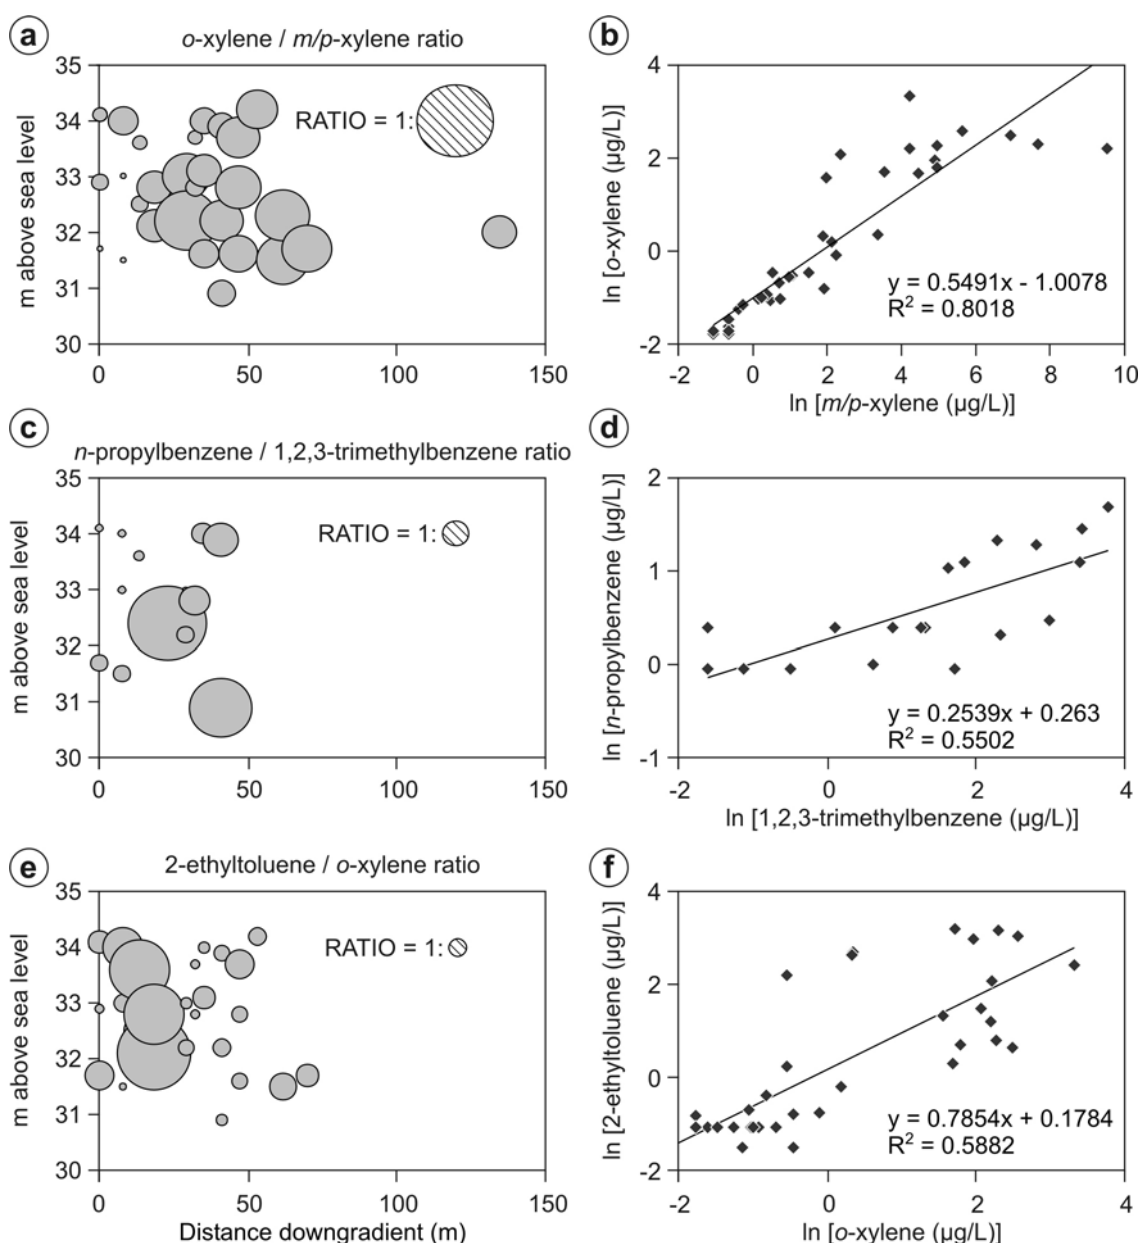 a
o-xylene / m/p-xylene ratio
35
34
33
32
31
30
m above sea level
RATIO = 1:
0
50
100
150
b
4
2
0
-2
ln [o-xylene (µg/L)]
y = 0.5491x - 1.0078
R² = 0.8018
-2
0
2
4
6
8
10
ln [m/p-xylene (µg/L)]
c
n-propylbenzene / 1,2,3-trimethylbenzene ratio
35
34
33
32
31
30
m above sea level
RATIO = 1:
0
50
100
150
d
2
1
0
-1
ln [n-propylbenzene (µg/L)]
y = 0.2539x + 0.263
R² = 0.5502
-2
0
2
4
ln [1,2,3-trimethylbenzene (µg/L)]
e
2-ethyltoluene / o-xylene ratio
35
34
33
32
31
30
m above sea level
RATIO = 1:
0
50
100
150
Distance downgradient (m)
f
4
2
0
-2
ln [2-ethyltoluene (µg/L)]
y = 0.7854x + 0.1784
R² = 0.5882
-2
0
2
4
ln [o-xylene (µg/L)]